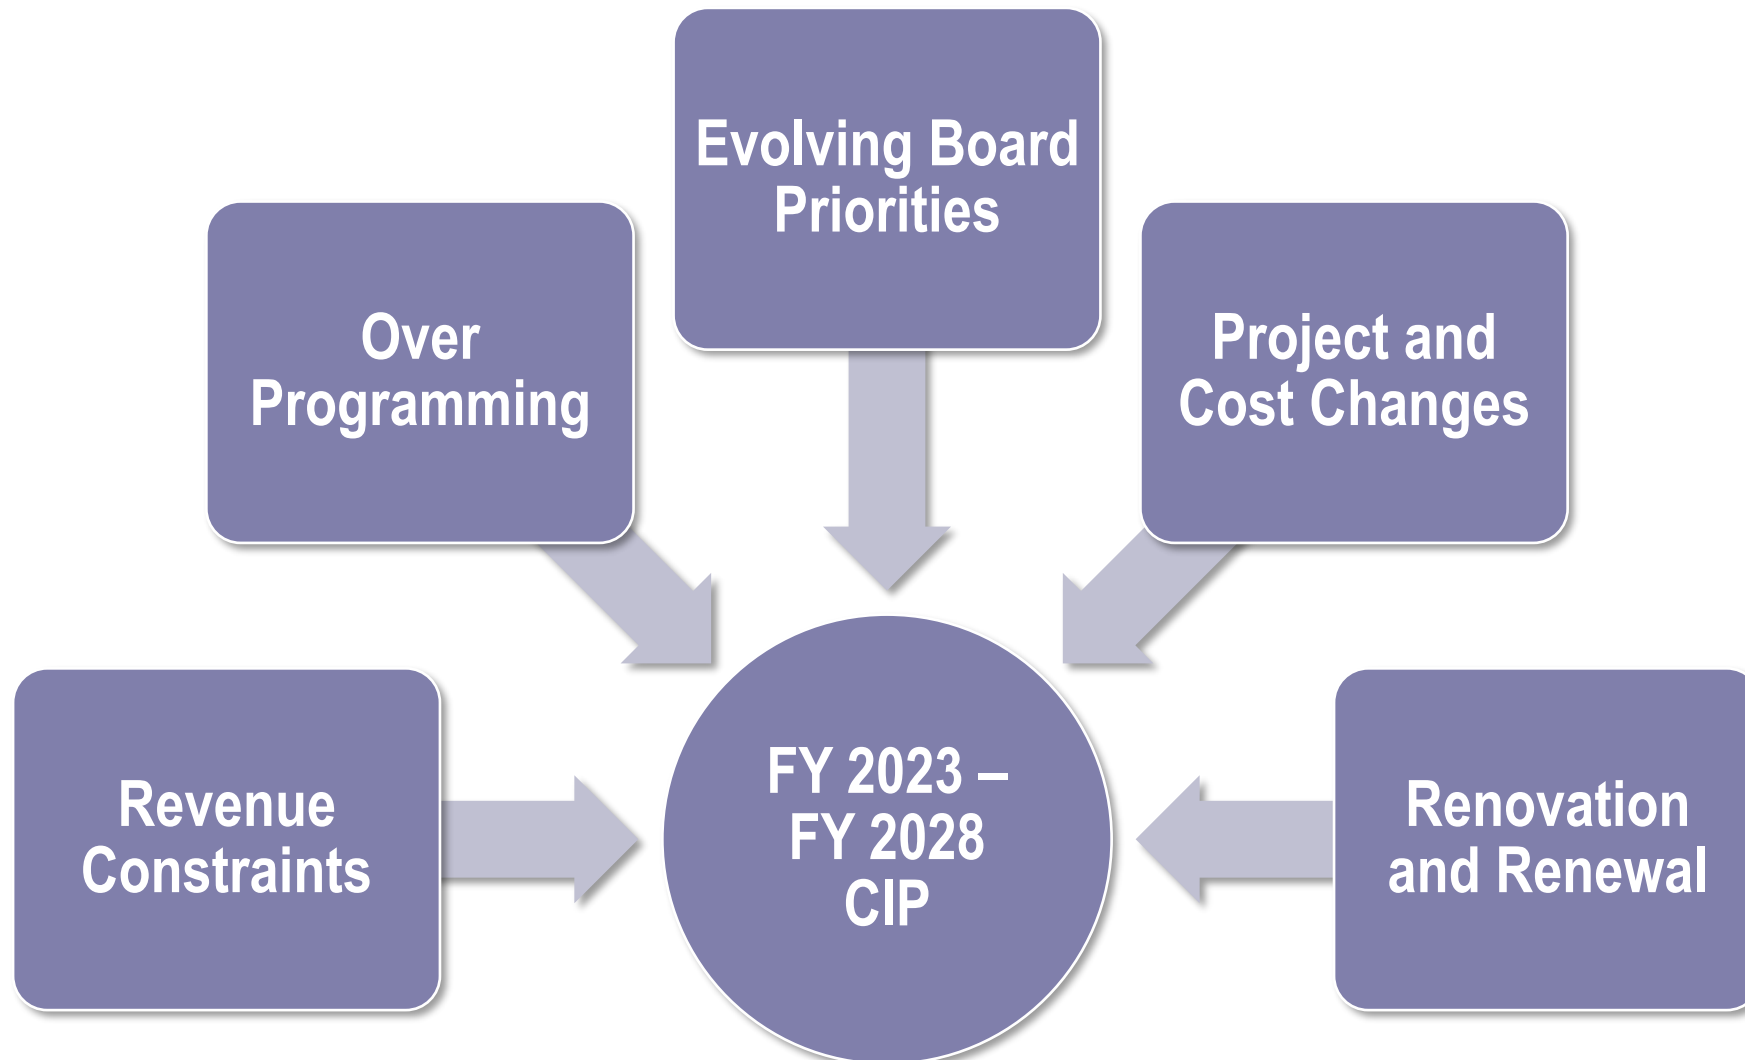 Evolving Board
Priorities
Over
Programming
Project and
Cost Changes
Revenue
Constraints
FY 2023 –
FY 2028
CIP
Renovation
and Renewal